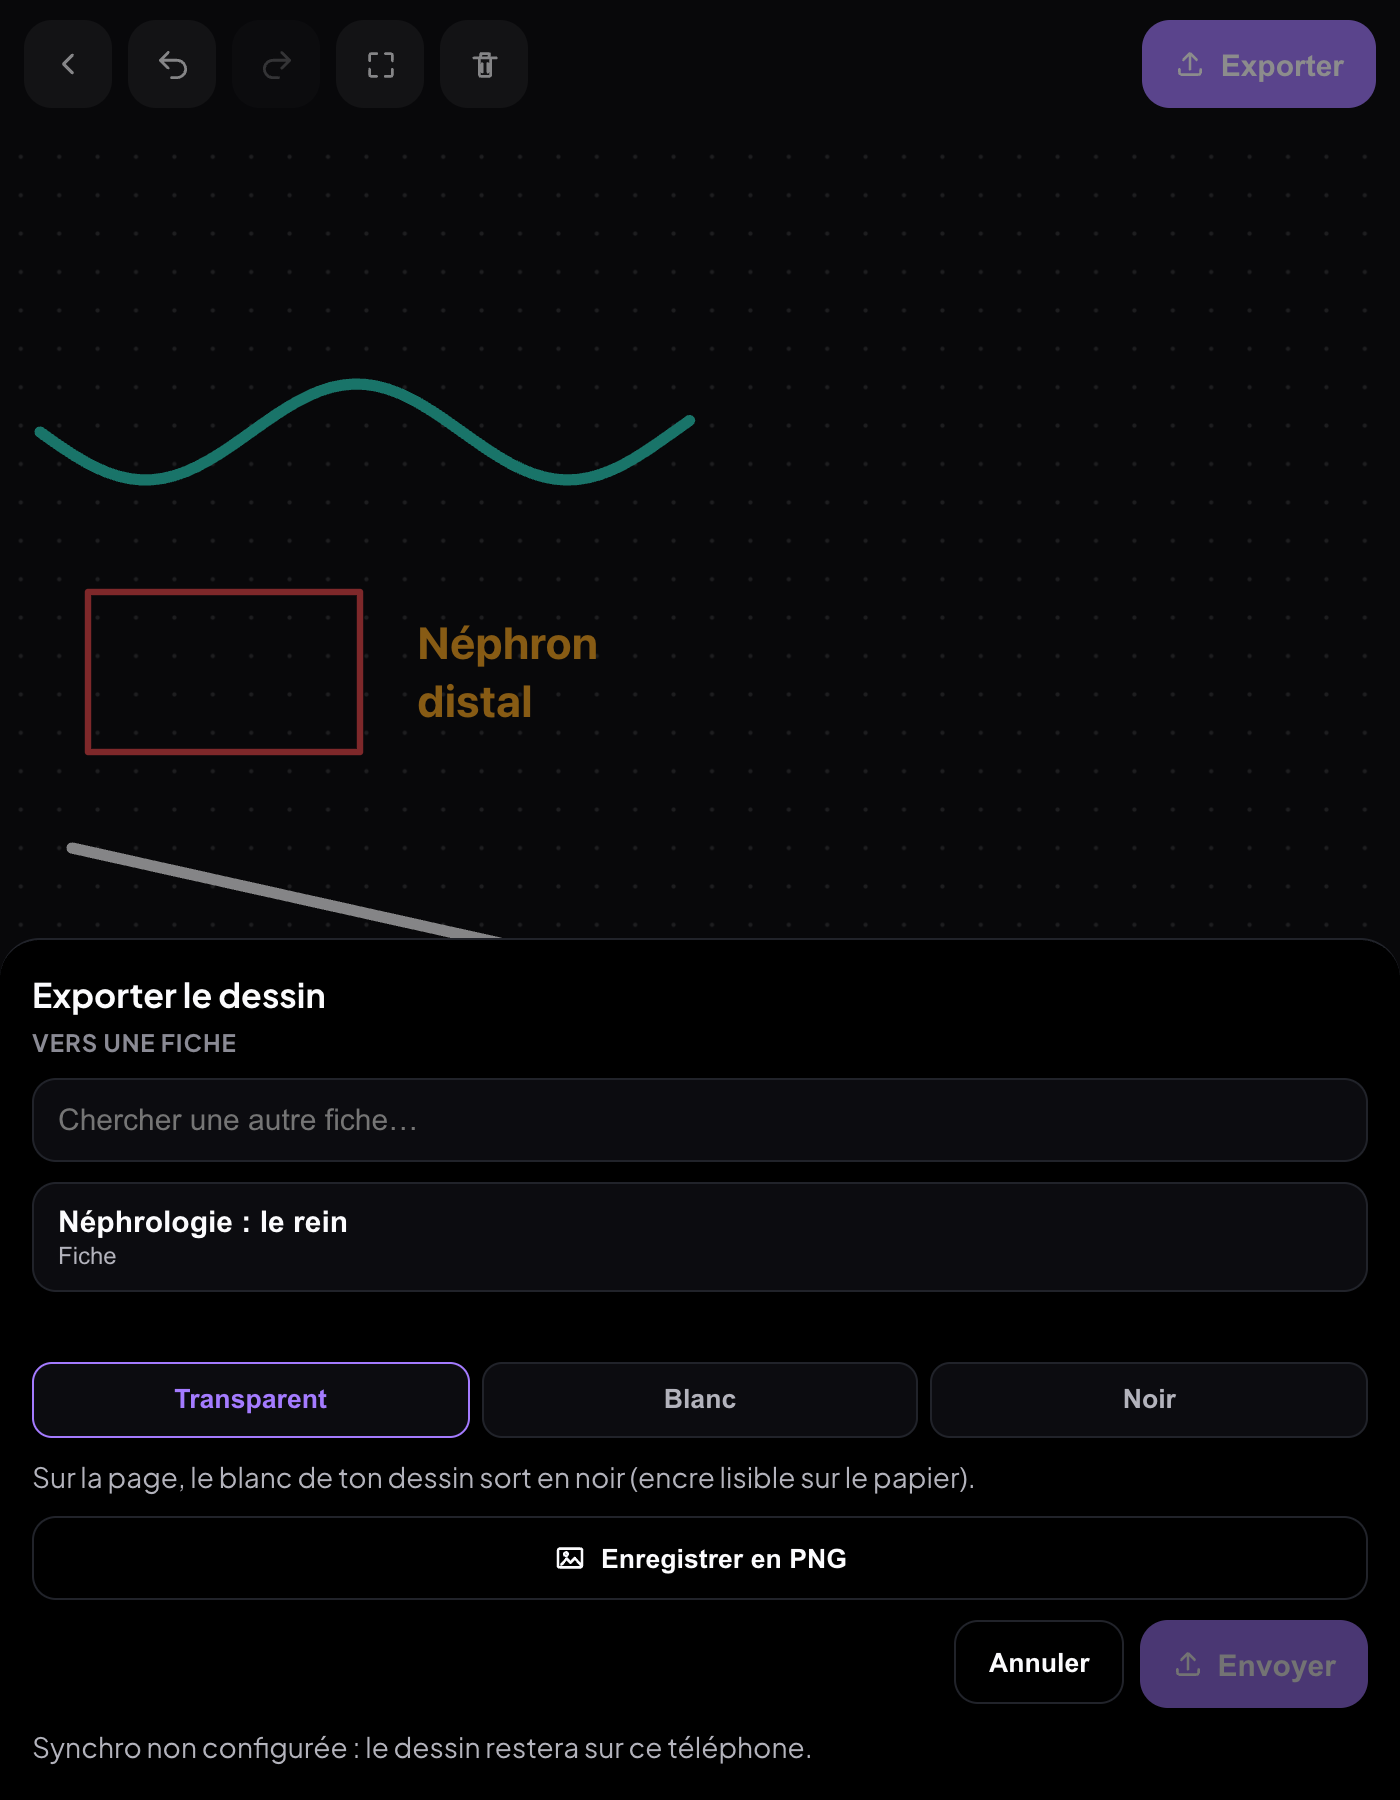 Exporter
Néphron
distal
Exporter le dessin
VERS UNE FICHE
Chercher une autre fiche…
Néphrologie : le rein
Fiche
Transparent
Blanc
Noir
Sur la page, le blanc de ton dessin sort en noir (encre lisible sur le papier).
Enregistrer en PNG
Annuler
Envoyer
Synchro non configurée : le dessin restera sur ce téléphone.